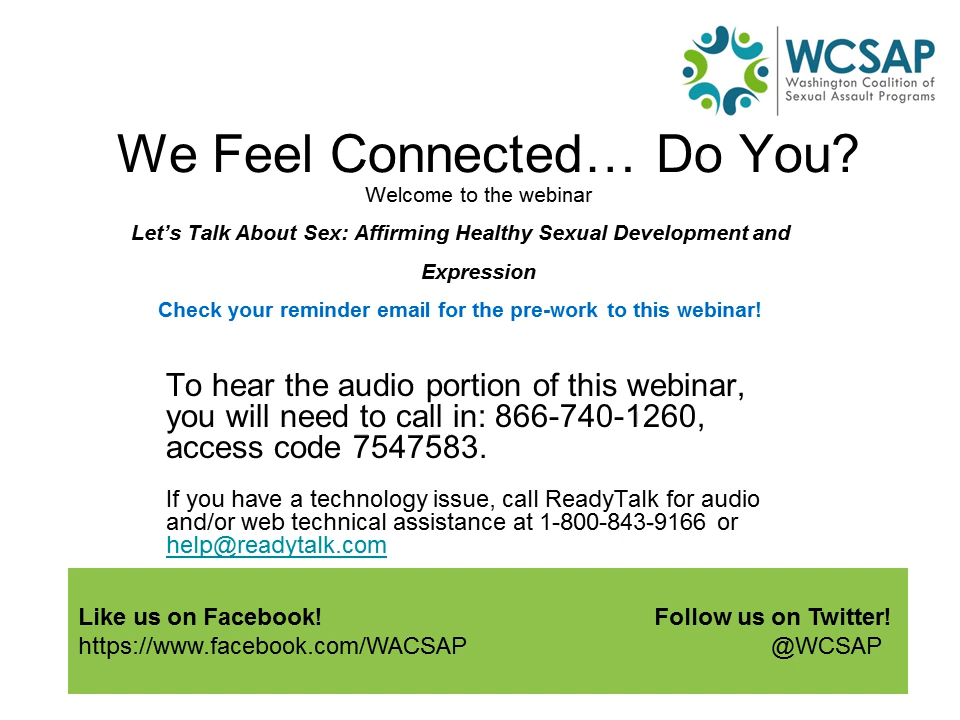 WCSAP
Washington Coalition of
Sexual Assault Programs
We Feel Connected… Do You?
Welcome to the webinar
Let’s Talk About Sex: Affirming Healthy Sexual Development and
Expression
Check your reminder email for the pre-work to this webinar!
To hear the audio portion of this webinar,
you will need to call in: 866-740-1260,
access code 7547583.
If you have a technology issue, call ReadyTalk for audio
and/or web technical assistance at 1-800-843-9166 or
help@readytalk.com
Like us on Facebook!
https://www.facebook.com/WACSAP
Follow us on Twitter!
@WCSAP